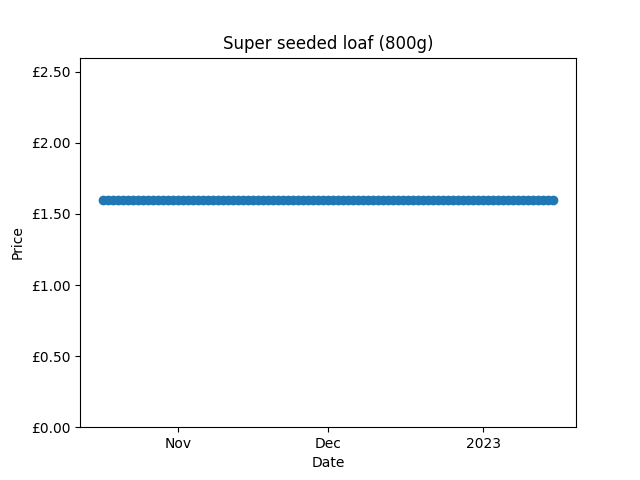 Super seeded loaf (800g)
£2.50
£2.00
£1.50
£1.00
£0.50
£0.00
Price
Nov
Dec
2023
Date